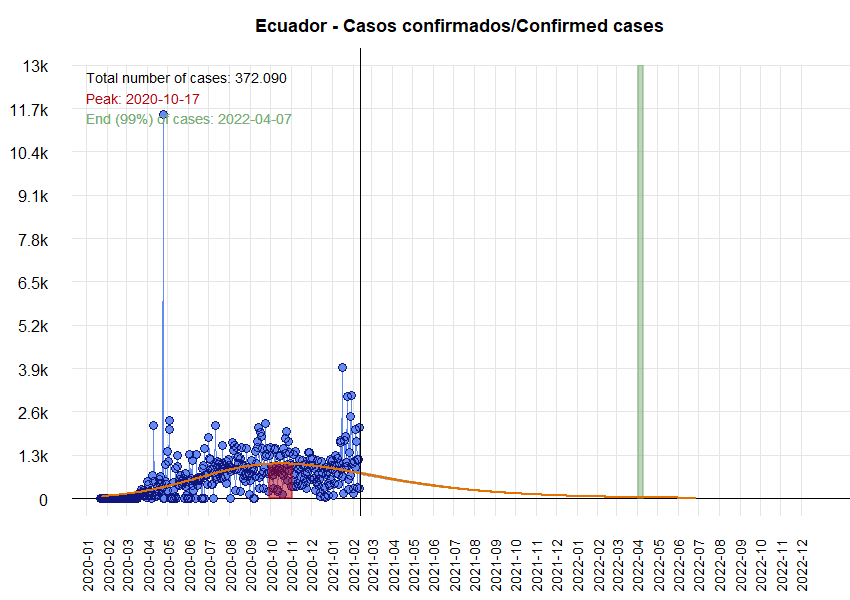 Ecuador - Casos confirmados/Confirmed cases
13k
11.7k
10.4k
9.1k
7.8k
6.5k
5.2k
3.9k
2.6k
1.3k
0
Total number of cases: 372.090
Peak: 2020-10-17
End (99%) of cases: 2022-04-07
2020-01
2020-02
2020-03
2020-04
2020-05
2020-06
2020-07
2020-08
2020-09
2020-10
2020-11
2020-12
2021-01
2021-02
2021-03
2021-04
2021-05
2021-06
2021-07
2021-08
2021-09
2021-10
2021-11
2021-12
2022-01
2022-02
2022-03
2022-04
2022-05
2022-06
2022-07
2022-08
2022-09
2022-10
2022-11
2022-12